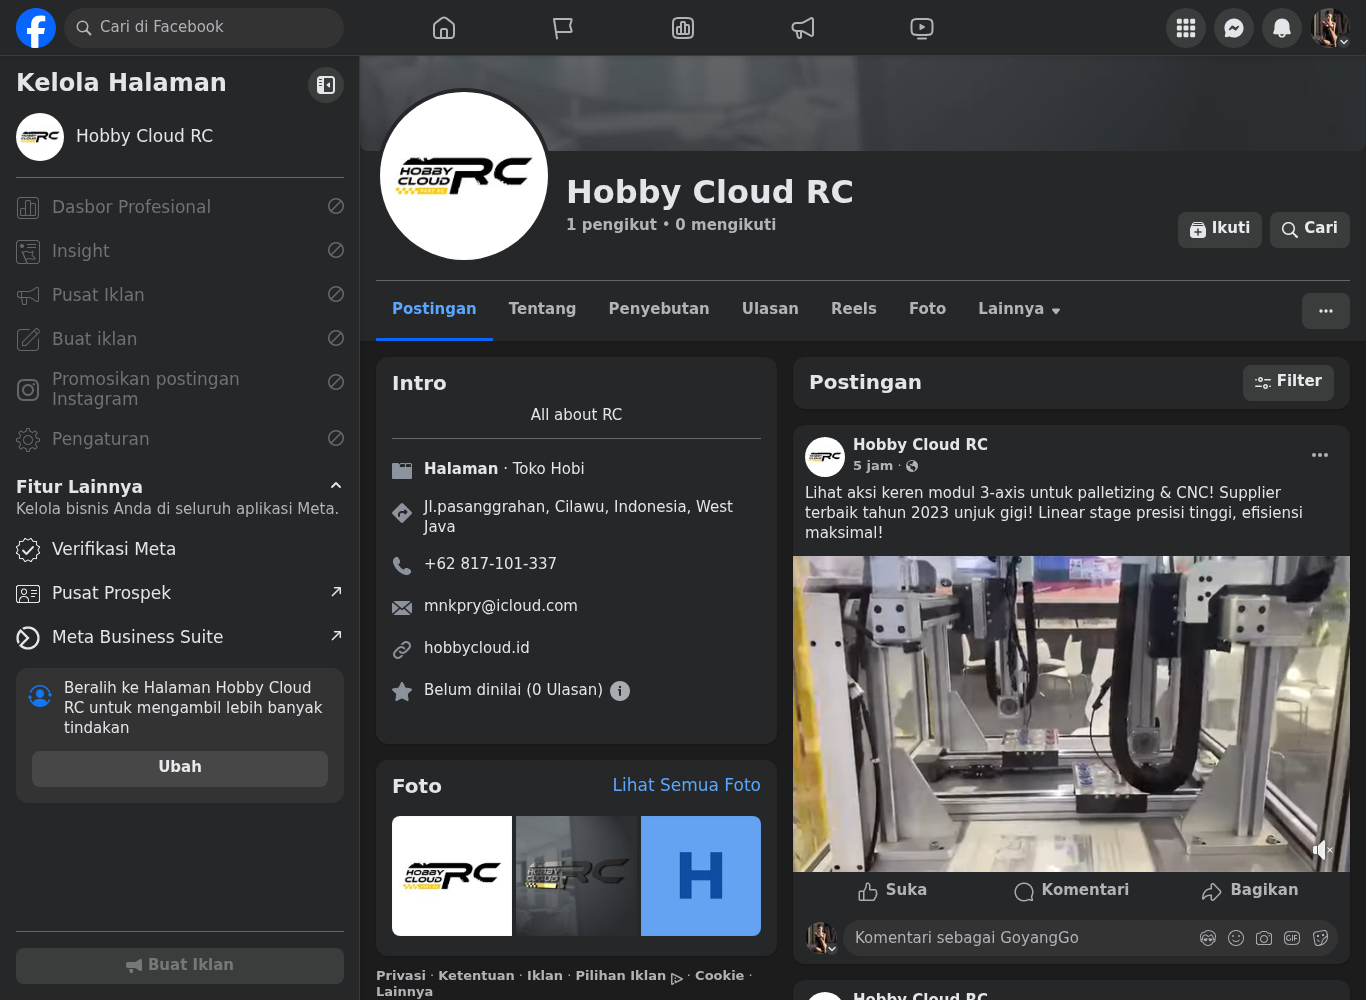 Cari di Facebook
Kelola Halaman
Hobby Cloud RC
Dasbor Profesional
Insight
Pusat Iklan
Buat iklan
Promosikan postingan
Instagram
Pengaturan
Fitur Lainnya
Kelola bisnis Anda di seluruh aplikasi Meta.
Verifikasi Meta
Pusat Prospek
Meta Business Suite
Beralih ke Halaman Hobby Cloud
RC untuk mengambil lebih banyak
tindakan
Ubah
Buat Iklan
HOBBY
CLOUD RC
Hobby Cloud RC
1 pengikut • 0 mengikuti
Ikuti
Cari
Postingan
Tentang
Penyebutan
Ulasan
Reels
Foto
Lainnya
Intro
All about RC
Halaman · Toko Hobi
Jl.pasanggrahan, Cilawu, Indonesia, West
Java
+62 817-101-337
mnkpry@icloud.com
hobbycloud.id
Belum dinilai (0 Ulasan)
Foto
Lihat Semua Foto
HOBBY
CLOUD RC
HOBBY
CLOUD RC
H
Privasi · Ketentuan · Iklan · Pilihan Iklan · Cookie ·
Lainnya
Postingan
Filter
Hobby Cloud RC
5 jam ·
Lihat aksi keren modul 3-axis untuk palletizing & CNC! Supplier
terbaik tahun 2023 unjuk gigi! Linear stage presisi tinggi, efisiensi
maksimal!
Suka
Komentari
Bagikan
Komentari sebagai GoyangGo
GIF
Hobby Cloud RC